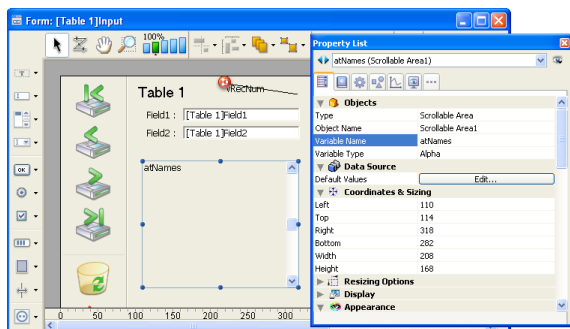 Form: [Table 1]Input
100%
Table 1
vRecNum
Field1 :
[Table 1]Field1
Field2 :
[Table 1]Field2
atNames
OK
0 50 100 150 200 250 300
Property List
atNames (Scrollable Area1)
Objects
Type Scrollable Area
Object Name Scrollable Area1
Variable Name atNames
Variable Type Alpha
Data Source
Default Values Edit...
Coordinates & Sizing
Left 110
Top 114
Right 318
Bottom 282
Width 208
Height 168
Resizing Options
Display
Appearance